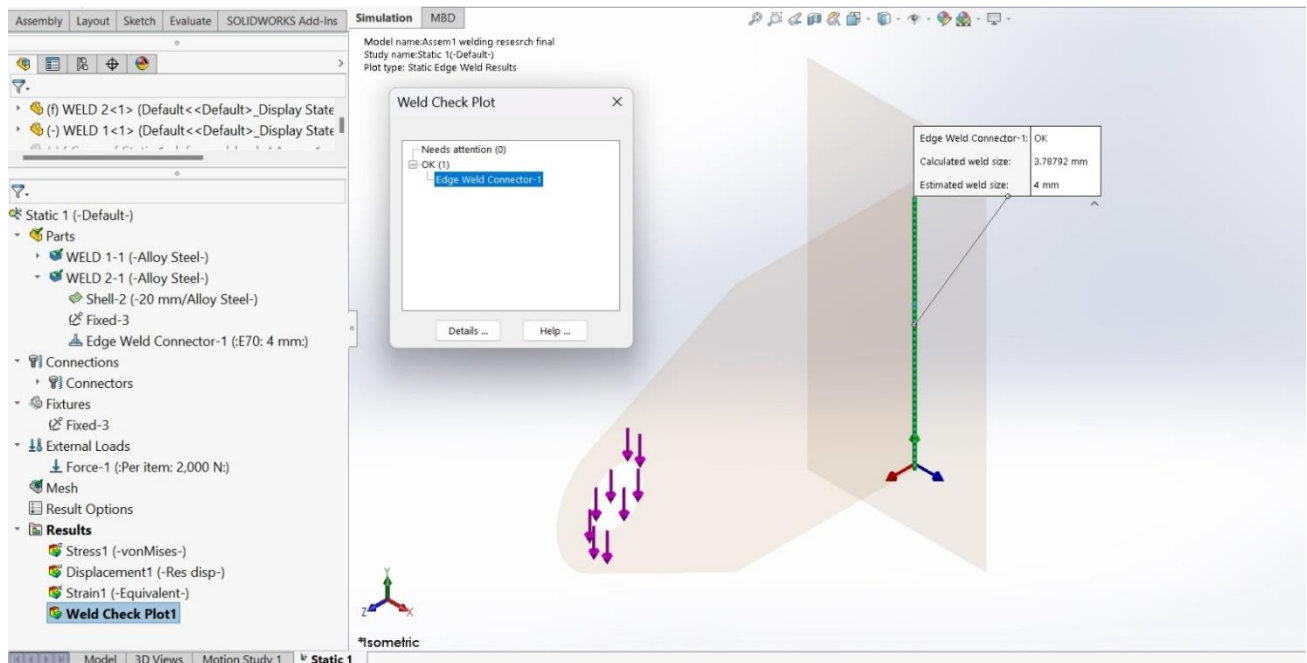 Assembly Layout Sketch Evaluate SOLIDWORKS Add-Ins Simulation MBD
Model name:Assem1 welding resesrch final
Study name:Static 1(-Default-)
Plot type: Static Edge Weld Results
(f) WELD 2<1> (Default<<Default>_Display State
(-) WELD 1<1> (Default<<Default>_Display State
Static 1 (-Default-)
Parts
WELD 1-1 (-Alloy Steel-)
WELD 2-1 (-Alloy Steel-)
Shell-2 (-20 mm/Alloy Steel-)
Fixed-3
Edge Weld Connector-1 (:E70: 4 mm:)
Connections
Connectors
Fixtures
Fixed-3
External Loads
Force-1 (:Per item: 2,000 N:)
Mesh
Result Options
Results
Stress1 (-vonMises-)
Displacement1 (-Res disp-)
Strain1 (-Equivalent-)
Weld Check Plot1
Weld Check Plot
Needs attention (0)
OK (1)
Edge Weld Connector-1
Details ... Help ...
Edge Weld Connector-1: OK
Calculated weld size: 3.78792 mm
Estimated weld size: 4 mm
Y
Z X
*Isometric
Model 3D Views Motion Study 1 Static 1